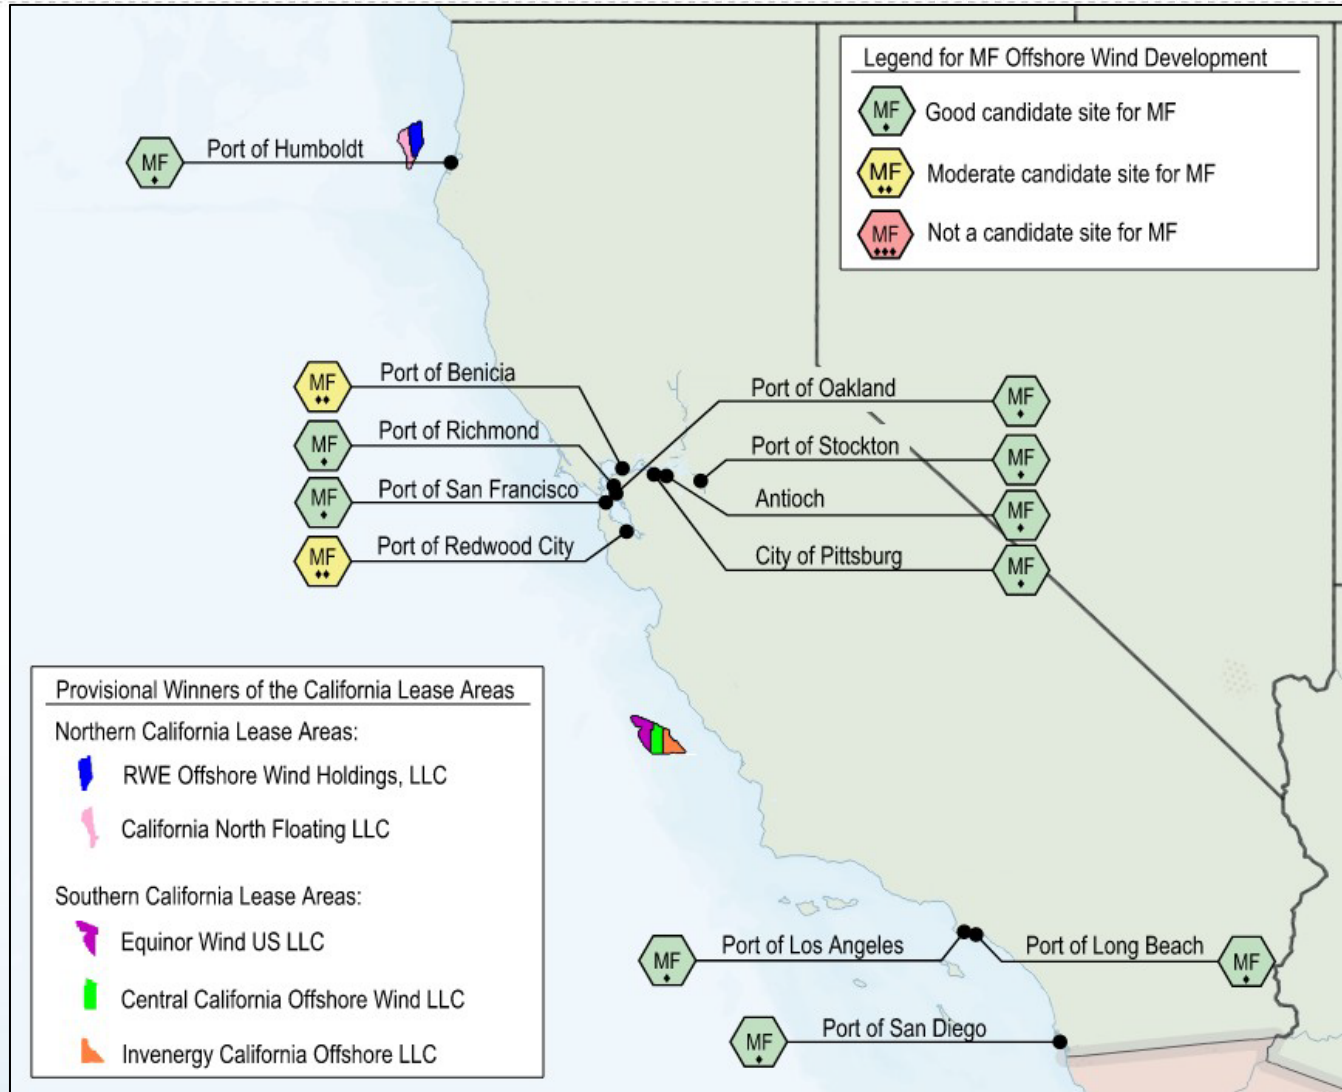 Legend for MF Offshore Wind Development
MF
Good candidate site for MF
MF
Moderate candidate site for MF
MF
Not a candidate site for MF
MF
Port of Humboldt
MF
Port of Benicia
MF
Port of Richmond
MF
Port of San Francisco
MF
Port of Redwood City
Port of Oakland
MF
Port of Stockton
MF
Antioch
MF
City of Pittsburg
MF
Provisional Winners of the California Lease Areas
Northern California Lease Areas:
RWE Offshore Wind Holdings, LLC
California North Floating LLC
Southern California Lease Areas:
Equinor Wind US LLC
Central California Offshore Wind LLC
Invenergy California Offshore LLC
MF
Port of Los Angeles
Port of Long Beach
MF
MF
Port of San Diego